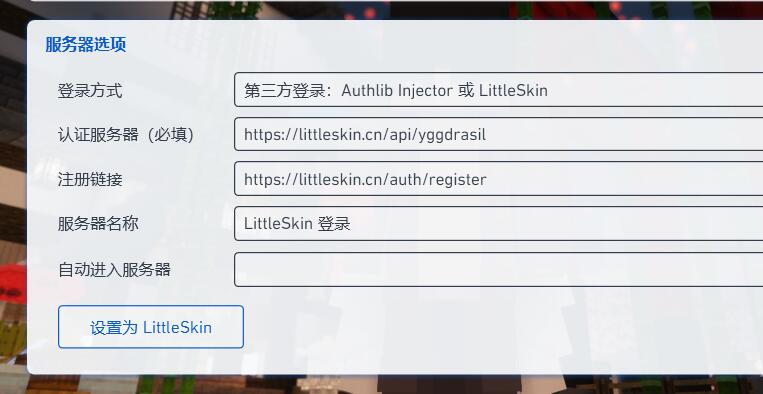 服务器选项
登录方式
第三方登录：Authlib Injector 或 LittleSkin
认证服务器（必填）
https://littleskin.cn/api/yggdrasil
注册链接
https://littleskin.cn/auth/register
服务器名称
LittleSkin 登录
自动进入服务器
设置为 LittleSkin